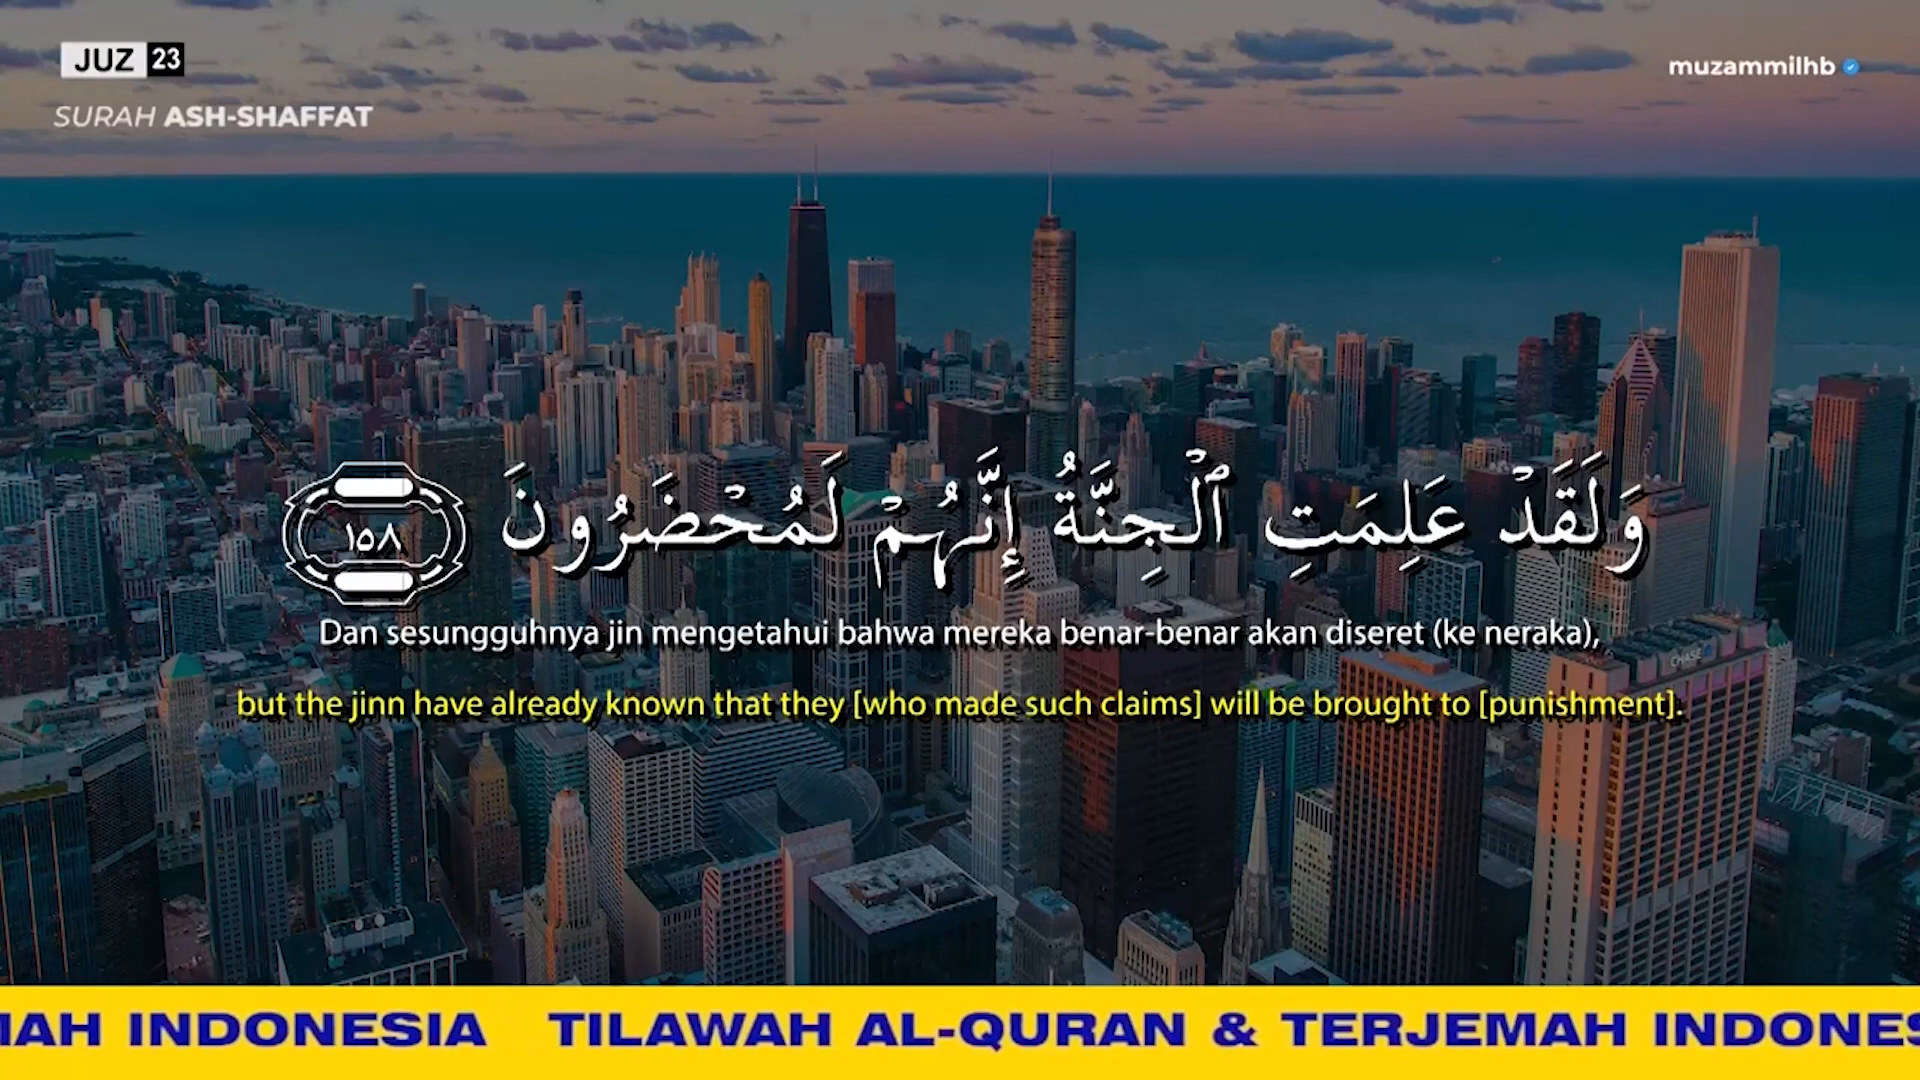 JUZ 23
muzammilhb
SURAH ASH-SHAFFAT
وَلَقَدْ عَلِمَتِ ٱلْجِنَّةُ إِنَّهُمْ لَمُحْضَرُونَ ١٥٨
Dan sesungguhnya jin mengetahui bahwa mereka benar-benar akan diseret (ke neraka),
but the jinn have already known that they [who made such claims] will be brought to [punishment].
CHASE
MAH INDONESIA TILAWAH AL-QURAN & TERJEMAH INDONES